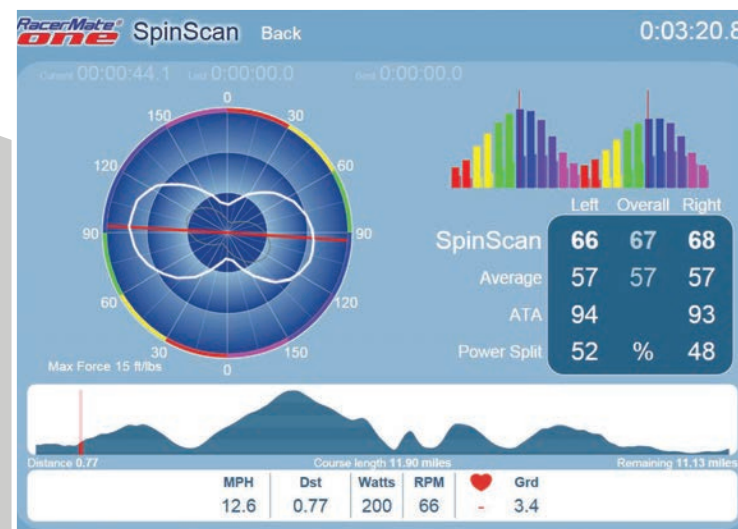 RacerMate®
one SpinScan Back 0:03:20.8
Current 00:00:44.1 Last 0:00:00.0 Best 0:00:00.0
0
150 30
120 60
90 90
60 120
30 150
0
Max Force 15 ft/lbs
Left Overall Right
SpinScan 66 67 68
Average 57 57 57
ATA 94 93
Power Split 52 % 48
Distance 0.77 Course length 11.90 miles Remaining 11.13 miles
MPH Dst Watts RPM Grd
12.6 0.77 200 66 - 3.4